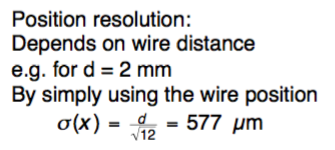 Position resolution:
Depends on wire distance
e.g. for d = 2 mm
By simply using the wire position
σ(x) = d/√12 = 577 μm